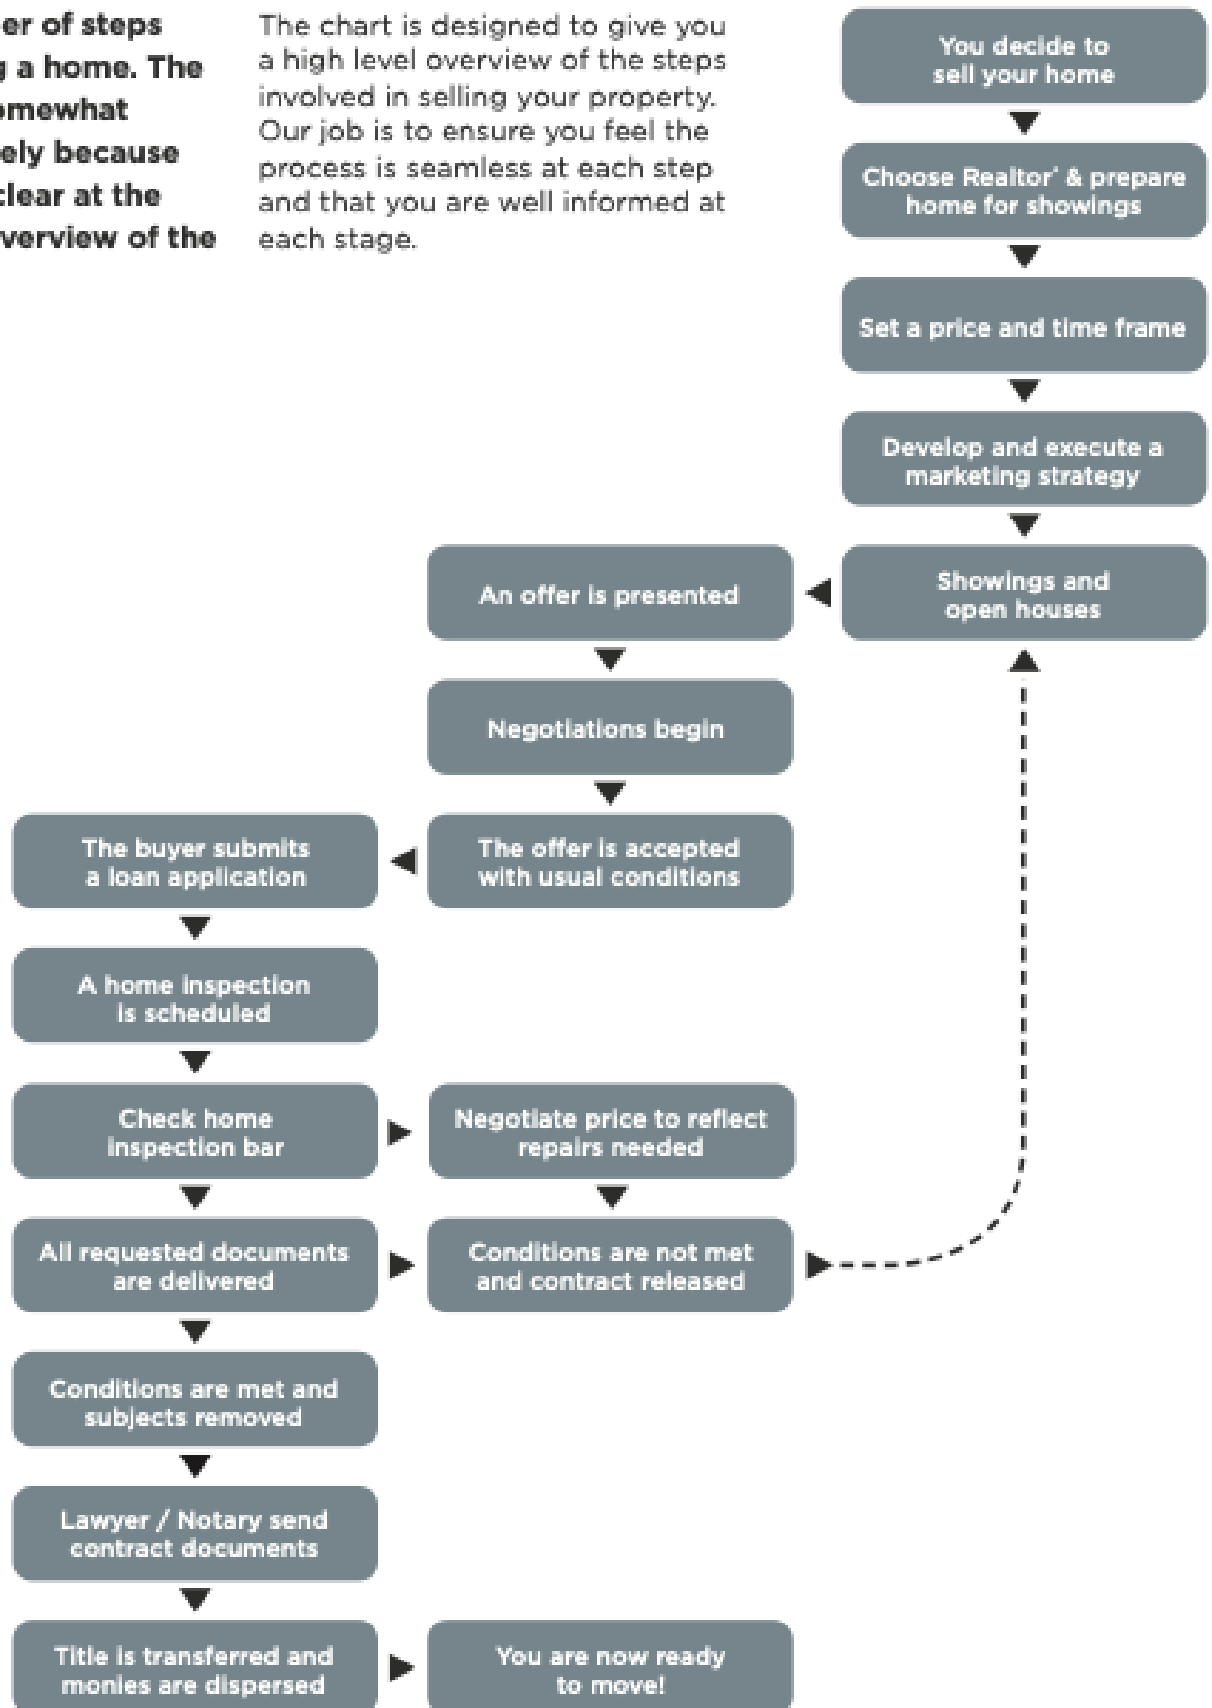 er of steps
g a home. The
omewhat
ely because
clear at the
verview of the
The chart is designed to give you
a high level overview of the steps
involved in selling your property.
Our job is to ensure you feel the
process is seamless at each step
and that you are well informed at
each stage.
You decide to
sell your home
Choose Realtor* & prepare
home for showings
Set a price and time frame
Develop and execute a
marketing strategy
Showings and
open houses
An offer is presented
Negotiations begin
The offer is accepted
with usual conditions
The buyer submits
a loan application
A home inspection
is scheduled
Check home
inspection bar
Negotiate price to reflect
repairs needed
All requested documents
are delivered
Conditions are not met
and contract released
Conditions are met and
subjects removed
Lawyer / Notary send
contract documents
Title is transferred and
monies are dispersed
You are now ready
to move!